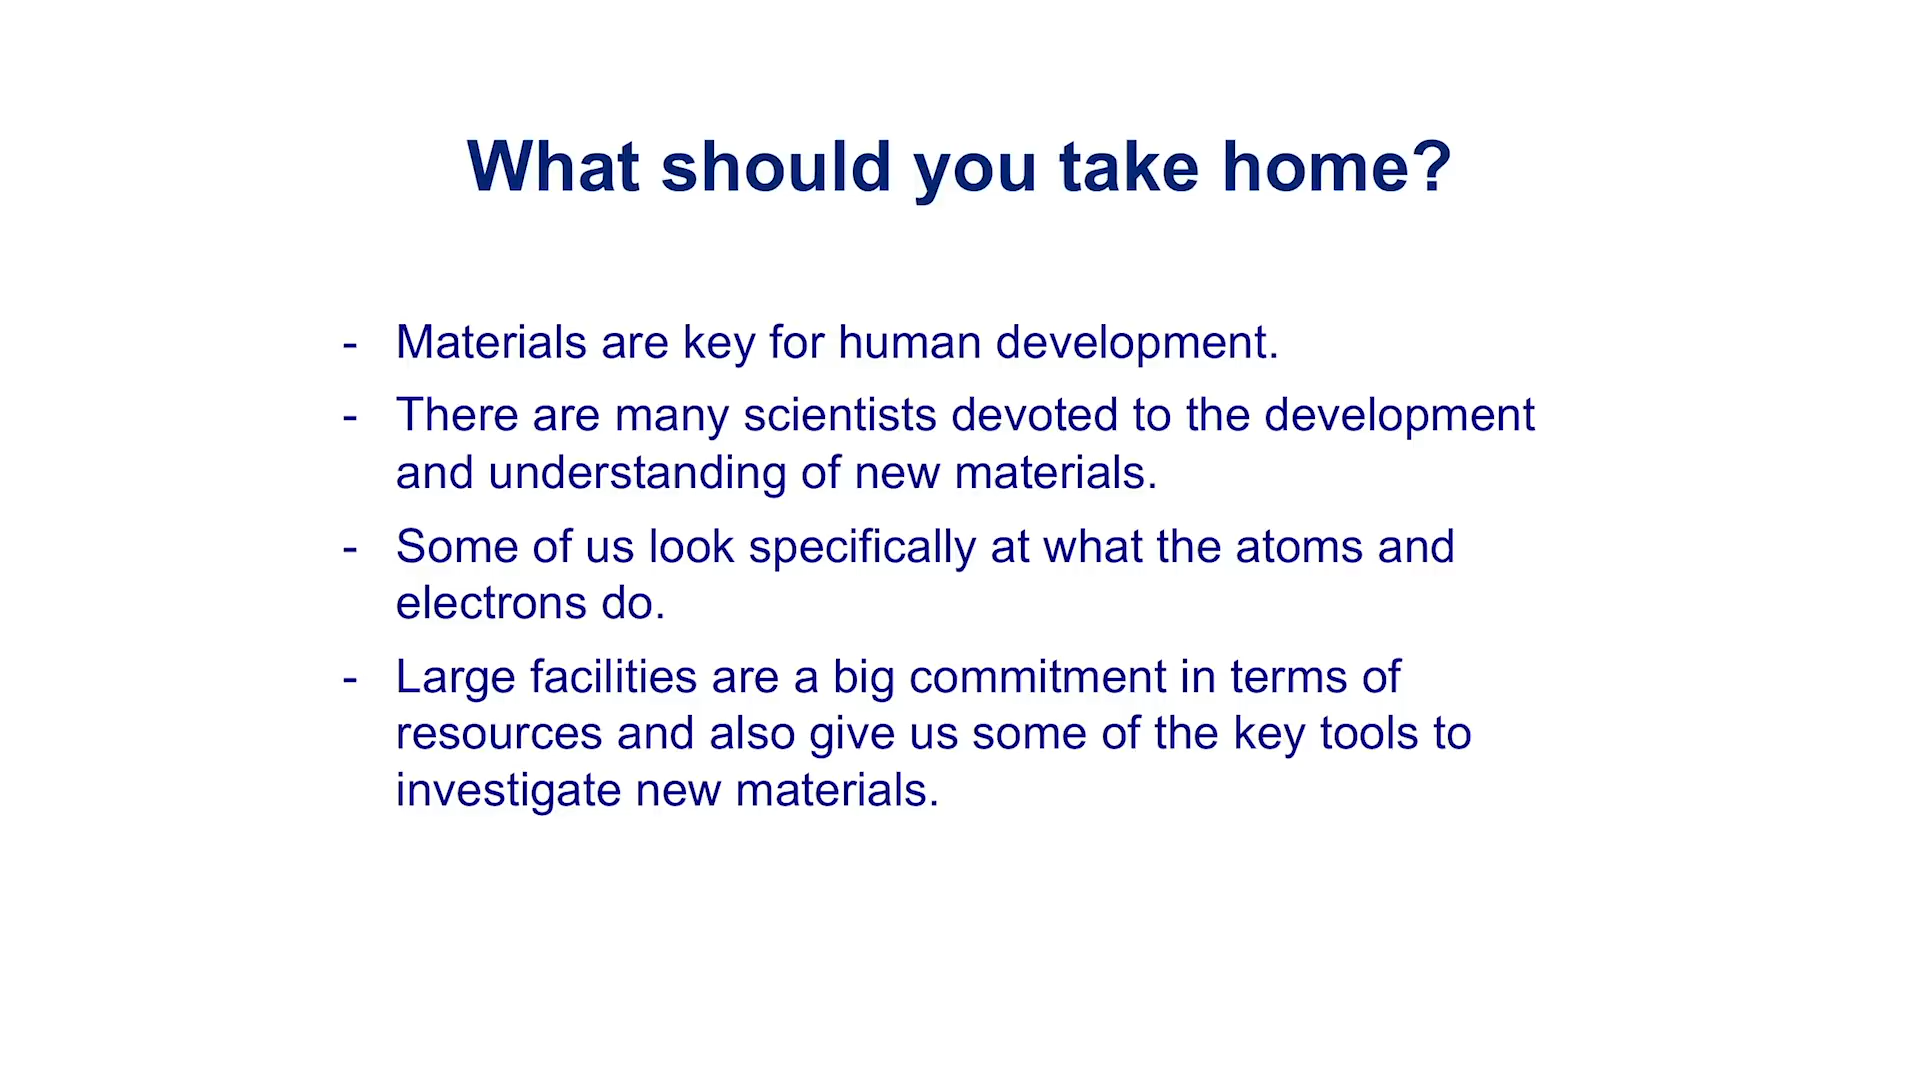 What should you take home?
- Materials are key for human development.
- There are many scientists devoted to the development
and understanding of new materials.
- Some of us look specifically at what the atoms and
electrons do.
- Large facilities are a big commitment in terms of
resources and also give us some of the key tools to
investigate new materials.